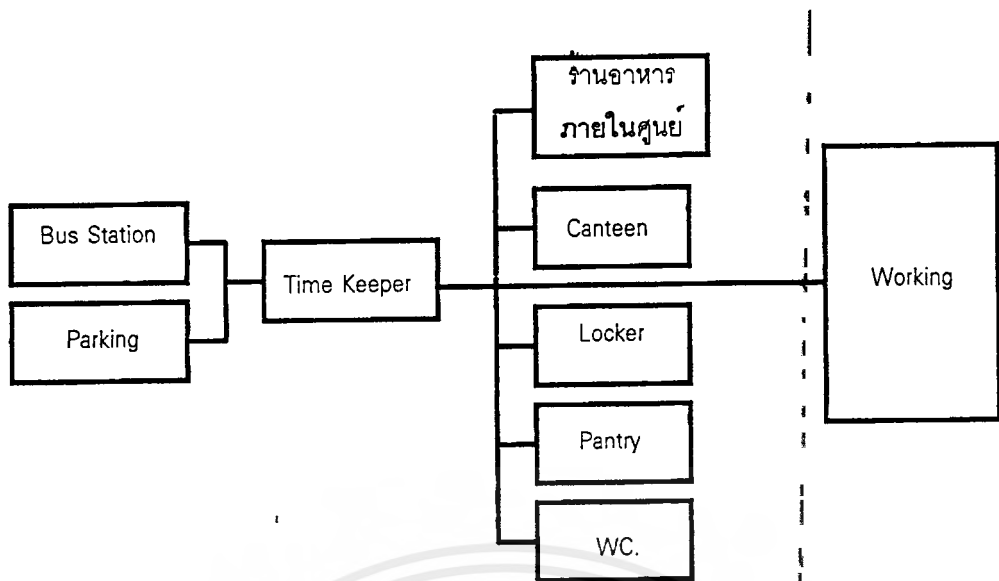 ร้านอาหาร
ภายในศูนย์
Bus Station
Canteen
Time Keeper
Working
Parking
Locker
Pantry
WC.